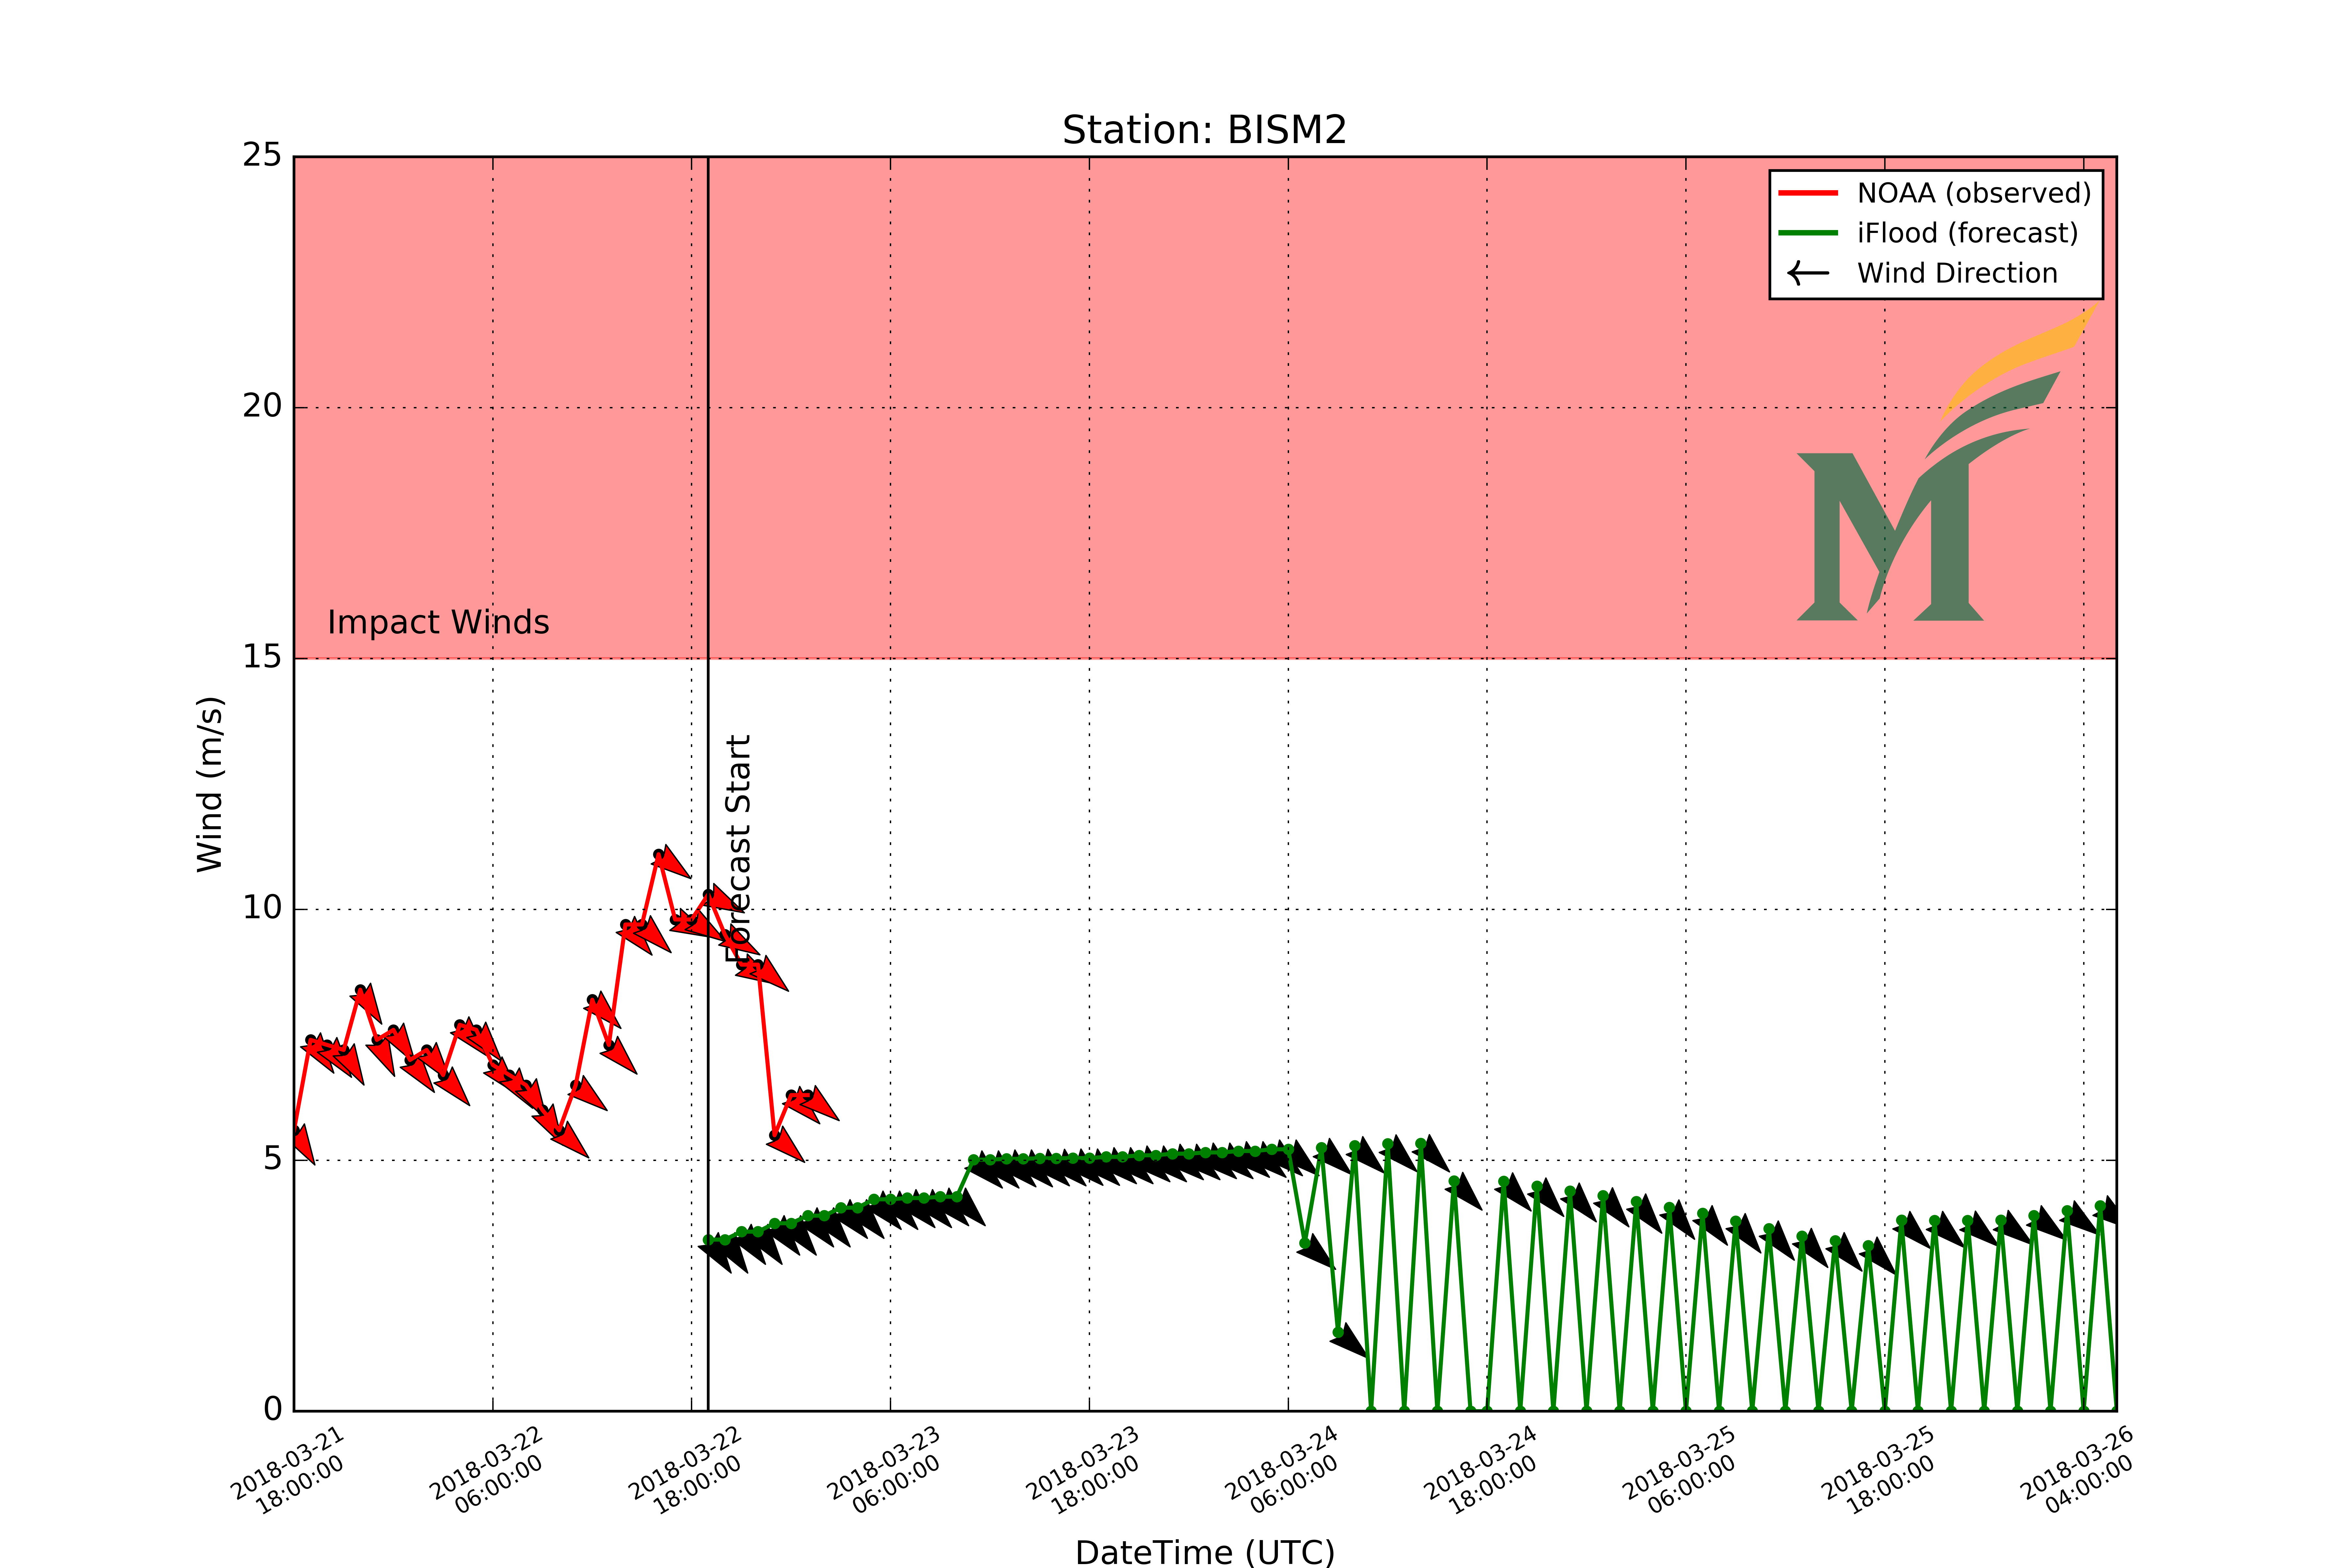 Station: BISM2
25
20
15
10
5
0
Wind (m/s)
NOAA (observed)
iFlood (forecast)
Wind Direction
M
Impact Winds
Forecast Start
2018-03-21
18:00:00
2018-03-22
06:00:00
2018-03-22
18:00:00
2018-03-23
06:00:00
2018-03-23
18:00:00
2018-03-24
06:00:00
2018-03-24
18:00:00
2018-03-25
06:00:00
2018-03-25
18:00:00
2018-03-26
04:00:00
DateTime (UTC)